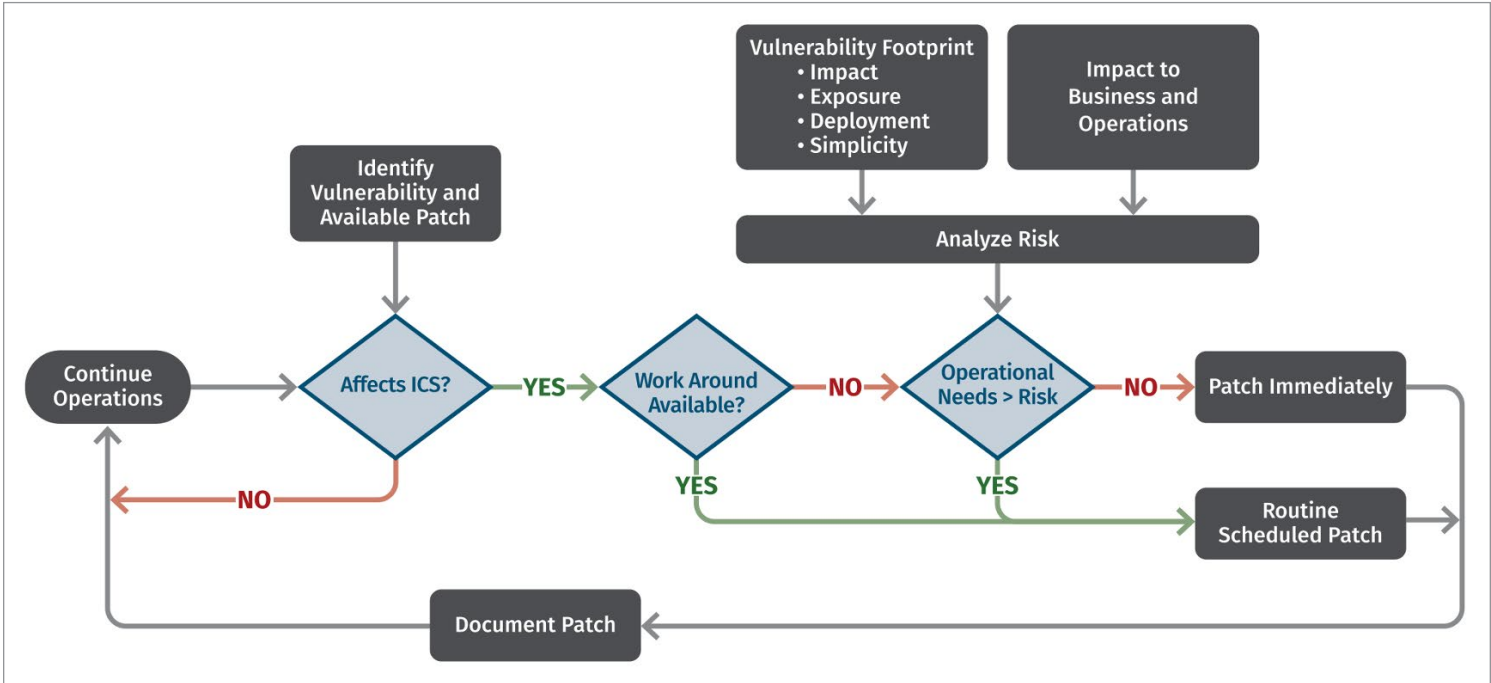 Vulnerability Footprint
• Impact
• Exposure
• Deployment
• Simplicity
Impact to
Business and
Operations
Identify
Vulnerability and
Available Patch
Analyze Risk
Continue
Operations
Affects ICS?
YES
Work Around
Available?
NO
Operational
Needs > Risk
NO
Patch Immediately
NO
YES
YES
Routine
Scheduled Patch
Document Patch